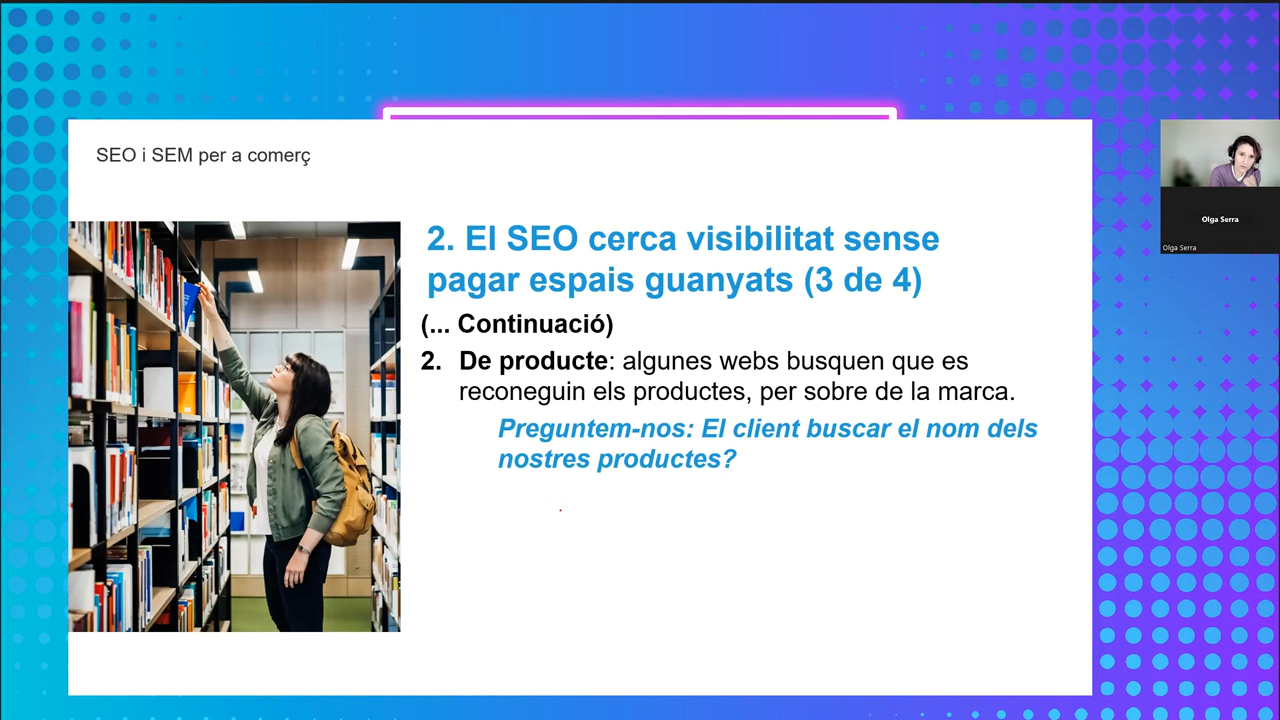 SEO i SEM per a comerç
2. El SEO cerca visibilitat sense
pagar espais guanyats (3 de 4)
(... Continuació)
2. De producte: algunes webs busquen que es
reconeguin els productes, per sobre de la marca.
Preguntem-nos: El client buscar el nom dels
nostres productes?
Olga Serra
Olga Serra